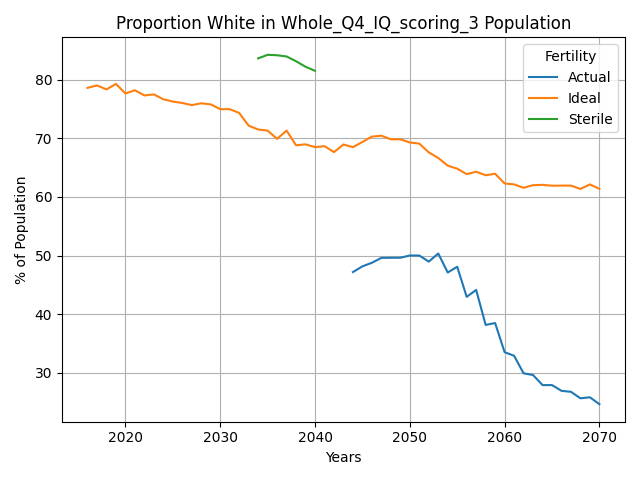 Proportion White in Whole_Q4_IQ_scoring_3 Population
Fertility
Actual
Ideal
Sterile
% of Population
80
70
60
50
40
30
2020
2030
2040
2050
2060
2070
Years